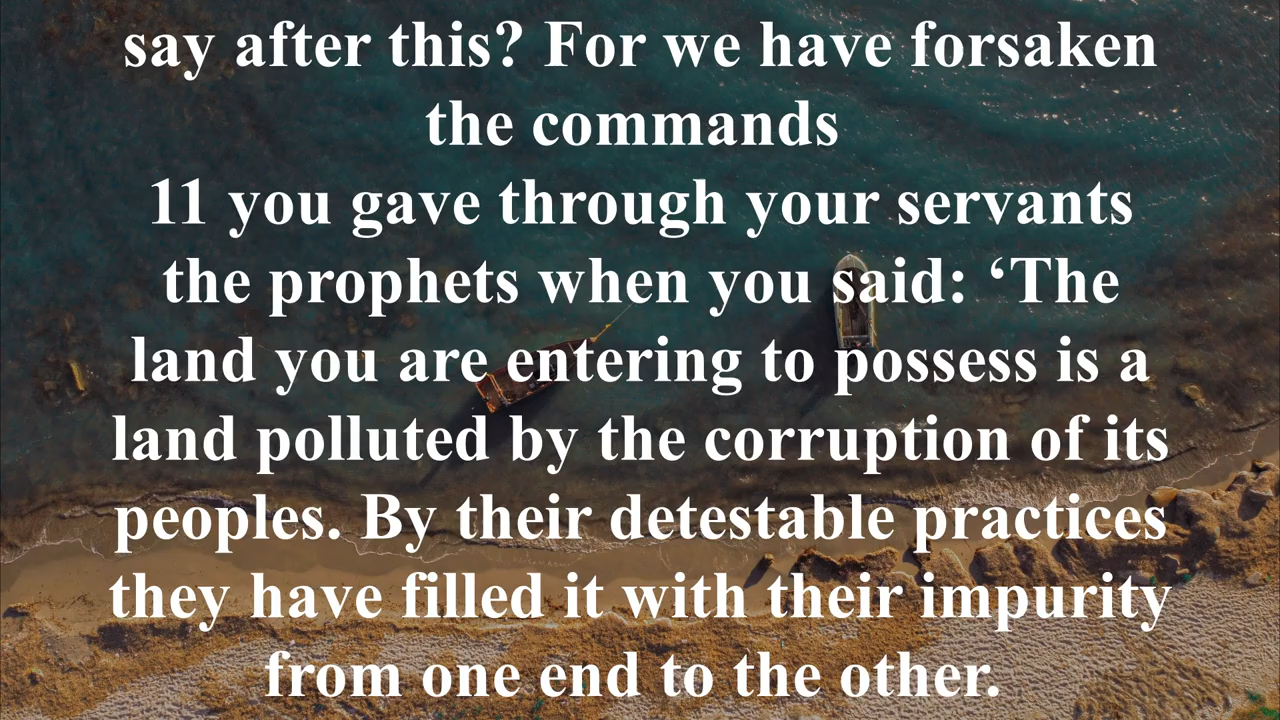 say after this? For we have forsaken
the commands
11 you gave through your servants
the prophets when you said: ‘The
land you are entering to possess is a
land polluted by the corruption of its
peoples. By their detestable practices
they have filled it with their impurity
from one end to the other.